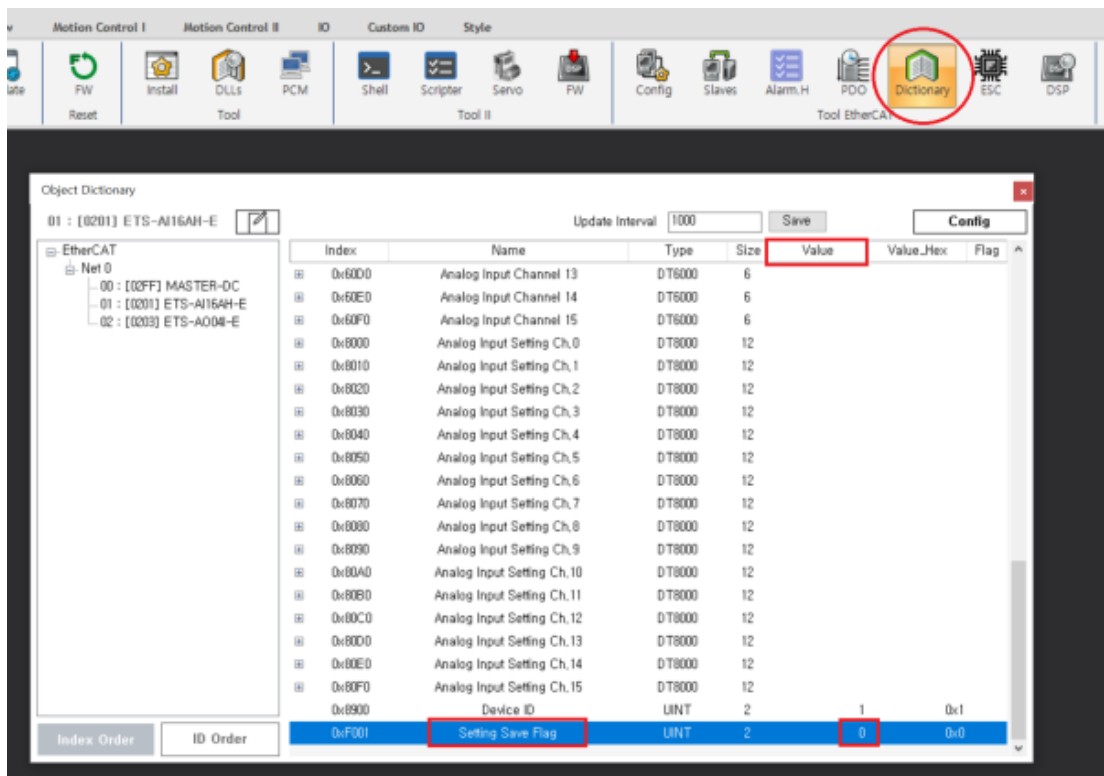 Motion Control I Motion Control II IO Custom IO Style
FW Install DLLs PCM Shell Scripter Servo FW Config Slaves Alarm.H PDO Dictionary ESC DSP
Reset Tool Tool II Tool EtherCAT
Object Dictionary
01 : [0201] ETS-AI16AH-E Update Interval 1000 Save Config
EtherCAT
Net 0
00 : [02FF] MASTER-DC
01 : [0201] ETS-AI16AH-E
02 : [0203] ETS-AO04I-E
Index Name Type Size Value Value_Hex Flag
0x60D0 Analog Input Channel 13 DT6000 6
0x60E0 Analog Input Channel 14 DT6000 6
0x60F0 Analog Input Channel 15 DT6000 6
0x8000 Analog Input Setting Ch.0 DT8000 12
0x8010 Analog Input Setting Ch.1 DT8000 12
0x8020 Analog Input Setting Ch.2 DT8000 12
0x8030 Analog Input Setting Ch.3 DT8000 12
0x8040 Analog Input Setting Ch.4 DT8000 12
0x8050 Analog Input Setting Ch.5 DT8000 12
0x8060 Analog Input Setting Ch.6 DT8000 12
0x8070 Analog Input Setting Ch.7 DT8000 12
0x8080 Analog Input Setting Ch.8 DT8000 12
0x8090 Analog Input Setting Ch.9 DT8000 12
0x80A0 Analog Input Setting Ch.10 DT8000 12
0x80B0 Analog Input Setting Ch.11 DT8000 12
0x80C0 Analog Input Setting Ch.12 DT8000 12
0x80D0 Analog Input Setting Ch.13 DT8000 12
0x80E0 Analog Input Setting Ch.14 DT8000 12
0x80F0 Analog Input Setting Ch.15 DT8000 12
0x8900 Device ID UINT 2 1 0x1
0xF001 Setting Save Flag UINT 2 0 0x0
Index Order ID Order